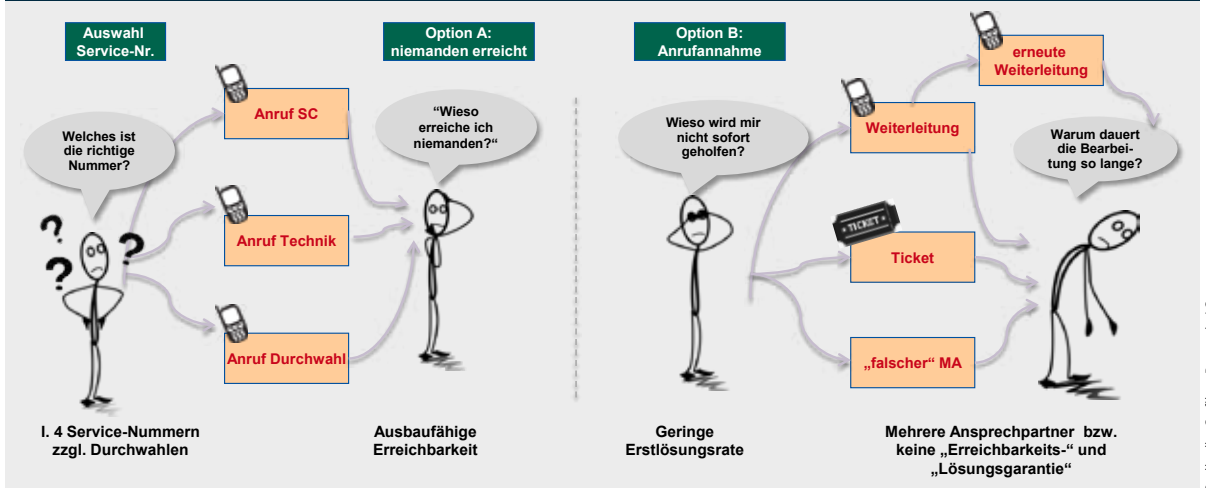 Auswahl
Service-Nr.
Option A:
niemanden erreicht
Option B:
Anrufannahme
erneute
Weiterleitung
Anruf SC
“Wieso
erreiche ich
niemanden?“
Welches ist
die richtige
Nummer?
Wieso wird mir
nicht sofort
geholfen?
Weiterleitung
Warum dauert
die Bearbei-
tung so lange?
Anruf Technik
TICKET
Ticket
Anruf Durchwahl
„falscher“ MA
I. 4 Service-Nummern
zzgl. Durchwahlen
Ausbaufähige
Erreichbarkeit
Geringe
Erstlösungsrate
Mehrere Ansprechpartner bzw.
keine „Erreichbarkeits-“ und
„Lösungsgarantie“